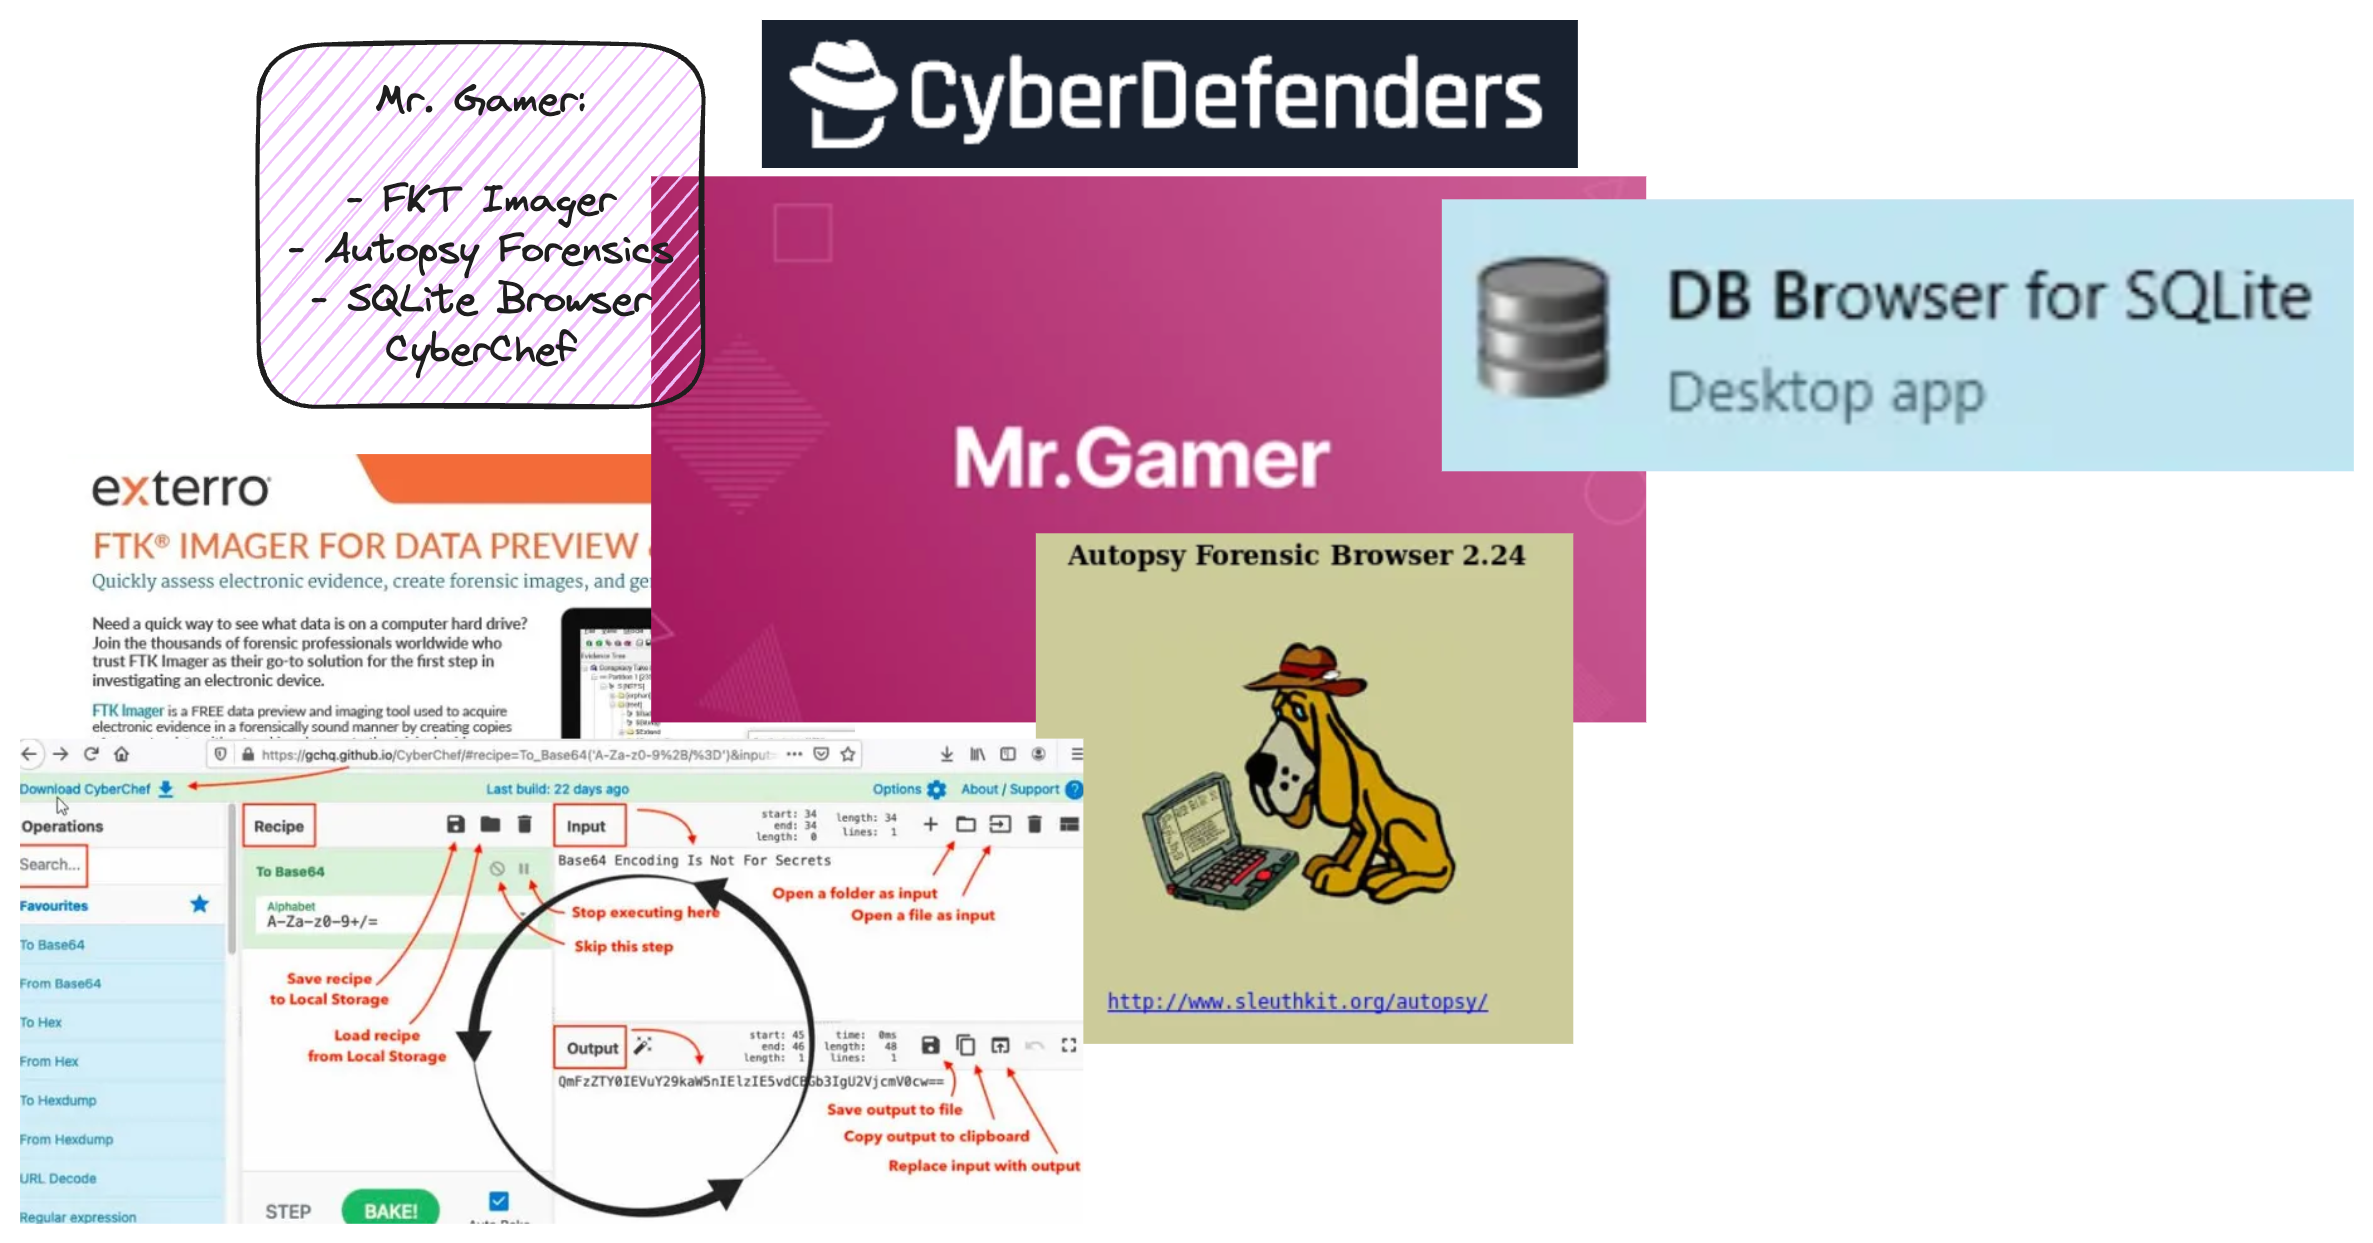 Mr. Gamer:
- FKT Imager
- Autopsy Forensics
- SQLite Browser
CyberChef
CyberDefenders
Mr.Gamer
DB Browser for SQLite
Desktop app
exterro
FTK® IMAGER FOR DATA PREVIEW
Quickly assess electronic evidence, create forensic images, and ge
Need a quick way to see what data is on a computer hard drive?
Join the thousands of forensic professionals worldwide who
trust FTK Imager as their go-to solution for the first step in
investigating an electronic device.
FTK Imager is a FREE data preview and imaging tool used to acquire
electronic evidence in a forensically sound manner by creating copies
Evidence Tree
Autopsy Forensic Browser 2.24
http://www.sleuthkit.org/autopsy/
https://gchq.github.io/CyberChef/#recipe=To_Base64('A-Za-z0-9%2B/%3D')&input=
Download CyberChef
Last build: 22 days ago
Options
About / Support
Operations
Search...
Favourites
To Base64
From Base64
To Hex
From Hex
To Hexdump
From Hexdump
URL Decode
Regular expression
Recipe
To Base64
Alphabet
A-Za-z0-9+/=
Save recipe
to Local Storage
Load recipe
from Local Storage
Stop executing here
Skip this step
STEP
BAKE!
Auto Bake
Input
start: 34
end: 34
length: 0
length: 34
lines: 1
Base64 Encoding Is Not For Secrets
Open a folder as input
Open a file as input
Output
start: 45
end: 46
length: 1
time: 0ms
length: 48
lines: 1
QmFzZTY0IEVuY29kaW5nIElzIE5vdCBGb3IgU2VjcmV0cw==
Save output to file
Copy output to clipboard
Replace input with output